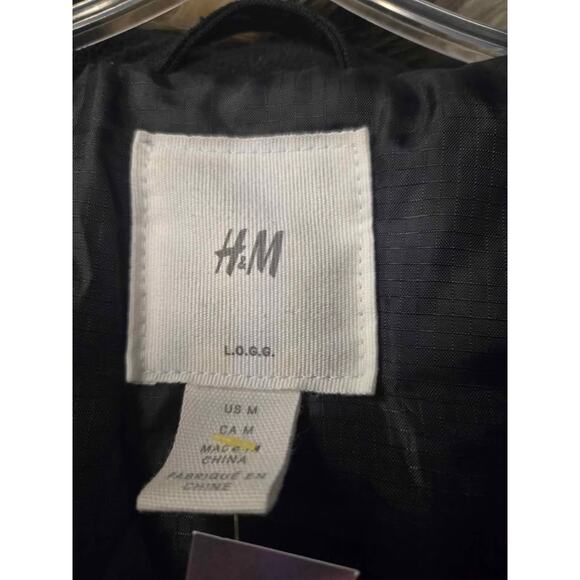 H&M
L.O.G.G.
US M
CA M
MADE IN
CHINA
FABRIQUÉ EN
CHINE